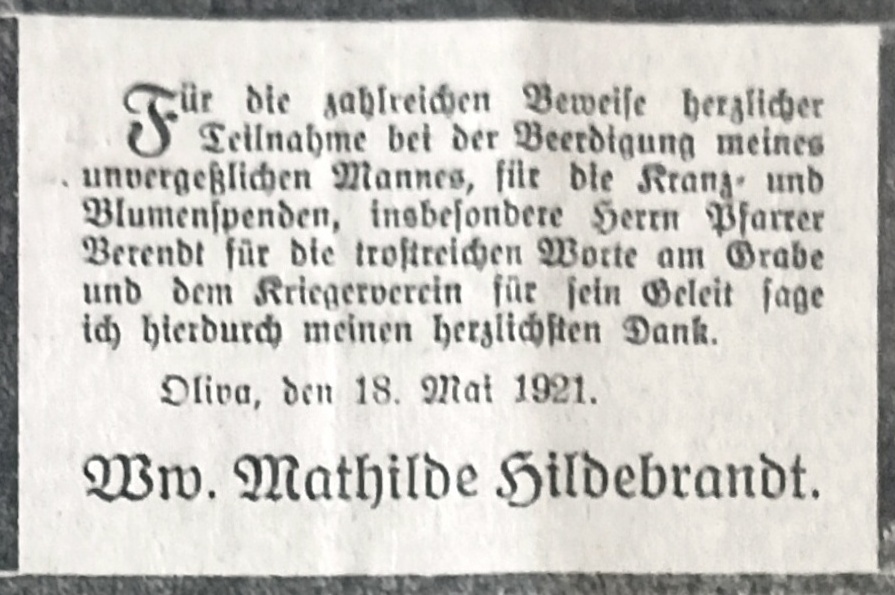 Für die zahlreichen Beweise herzlicher
Teilnahme bei der Beerdigung meines
unvergeßlichen Mannes, für die Kranz- und
Blumenspenden, insbesondere Herrn Pfarrer
Berendt für die trostreichen Worte am Grabe
und dem Kriegerverein für sein Geleit sage
ich hierdurch meinen herzlichsten Dank.
Oliva, den 18. Mai 1921.
Ww. Mathilde Hildebrandt.